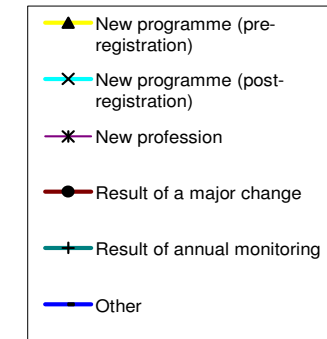 New programme (pre-
registration)
New programme (post-
registration)
New profession
Result of a major change
Result of annual monitoring
Other